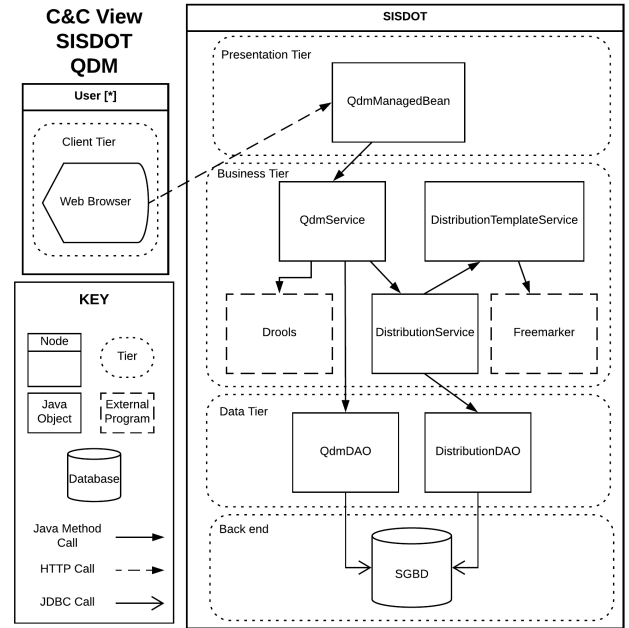 C&C View
SISDOT
QDM
User [*]
Client Tier
Web Browser
KEY
Node
Tier
Java
Object
External
Program
Database
Java Method
Call
HTTP Call
JDBC Call
SISDOT
Presentation Tier
QdmManagedBean
Business Tier
QdmService
DistributionTemplateService
Drools
DistributionService
Freemarker
Data Tier
QdmDAO
DistributionDAO
Back end
SGBD